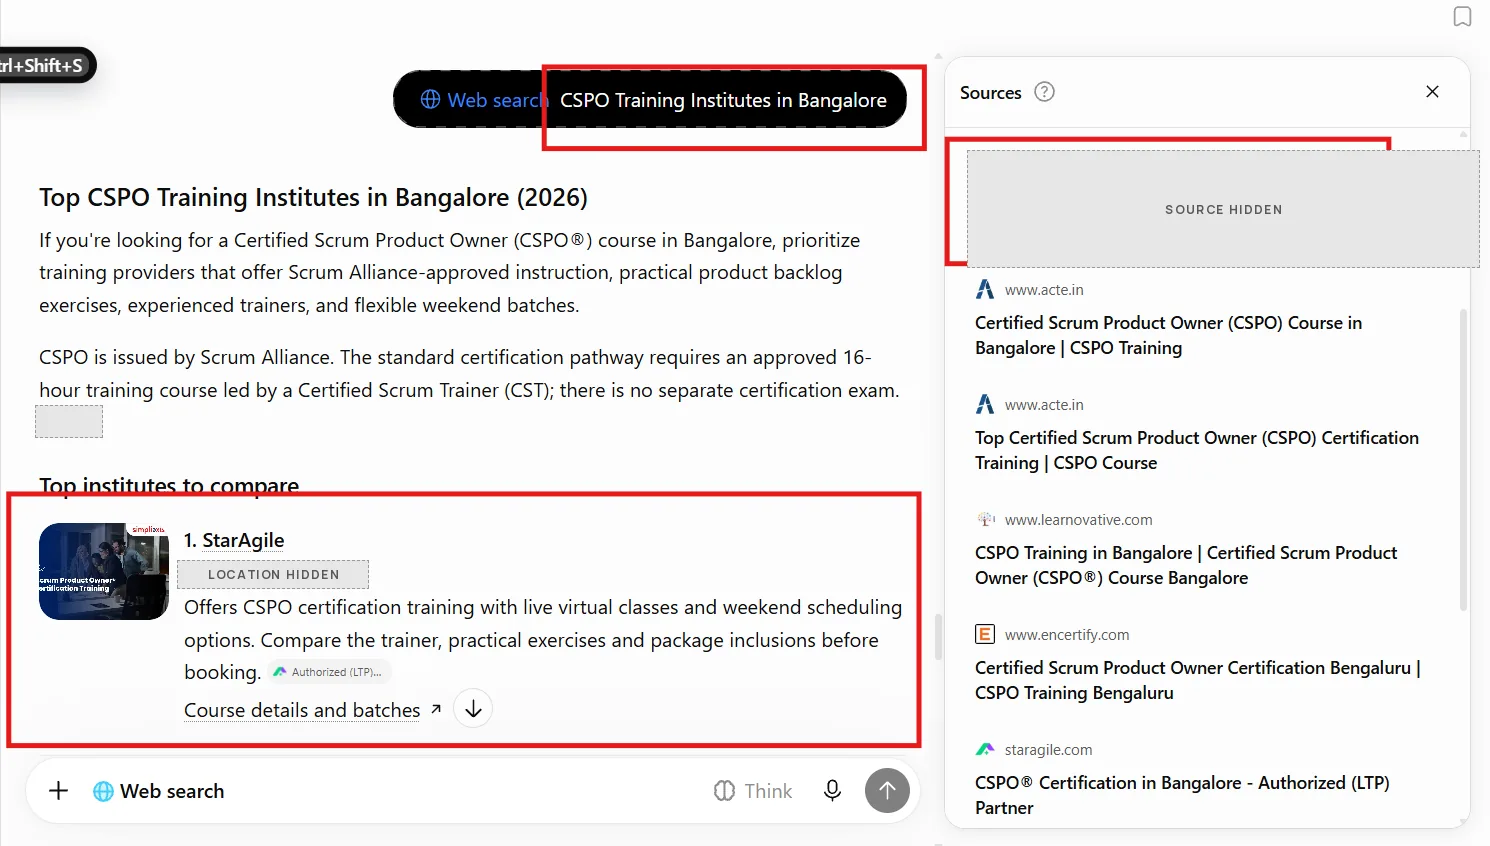 trl+Shift+S
Web search CSPO Training Institutes in Bangalore
Top CSPO Training Institutes in Bangalore (2026)
If you're looking for a Certified Scrum Product Owner (CSPO®) course in Bangalore, prioritize
training providers that offer Scrum Alliance-approved instruction, practical product backlog
exercises, experienced trainers, and flexible weekend batches.
CSPO is issued by Scrum Alliance. The standard certification pathway requires an approved 16-
hour training course led by a Certified Scrum Trainer (CST); there is no separate certification exam.
Top institutes to compare
simpliaxis
crum Product Owner®
ertification Training
1. StarAgile
LOCATION HIDDEN
Offers CSPO certification training with live virtual classes and weekend scheduling
options. Compare the trainer, practical exercises and package inclusions before
booking. Authorized (LTP)...
Course details and batches ↗
Web search
Think
Sources ?
SOURCE HIDDEN
www.acte.in
Certified Scrum Product Owner (CSPO) Course in
Bangalore | CSPO Training
www.acte.in
Top Certified Scrum Product Owner (CSPO) Certification
Training | CSPO Course
www.learnovative.com
CSPO Training in Bangalore | Certified Scrum Product
Owner (CSPO®) Course Bangalore
E www.encertify.com
Certified Scrum Product Owner Certification Bengaluru |
CSPO Training Bengaluru
staragile.com
CSPO® Certification in Bangalore - Authorized (LTP)
Partner